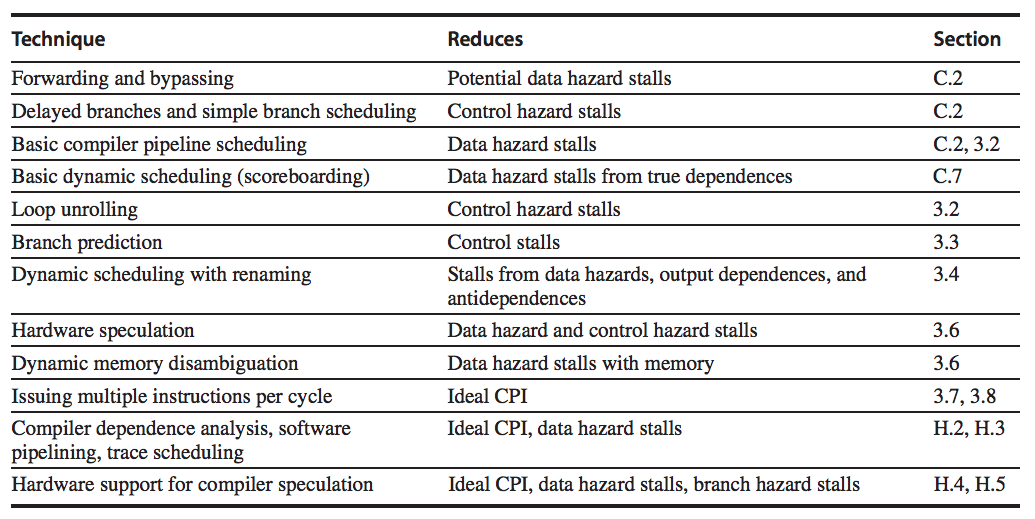 Technique Reduces Section
Forwarding and bypassing Potential data hazard stalls C.2
Delayed branches and simple branch scheduling Control hazard stalls C.2
Basic compiler pipeline scheduling Data hazard stalls C.2, 3.2
Basic dynamic scheduling (scoreboarding) Data hazard stalls from true dependences C.7
Loop unrolling Control hazard stalls 3.2
Branch prediction Control stalls 3.3
Dynamic scheduling with renaming Stalls from data hazards, output dependences, and 3.4
antidependences
Hardware speculation Data hazard and control hazard stalls 3.6
Dynamic memory disambiguation Data hazard stalls with memory 3.6
Issuing multiple instructions per cycle Ideal CPI 3.7, 3.8
Compiler dependence analysis, software Ideal CPI, data hazard stalls H.2, H.3
pipelining, trace scheduling
Hardware support for compiler speculation Ideal CPI, data hazard stalls, branch hazard stalls H.4, H.5